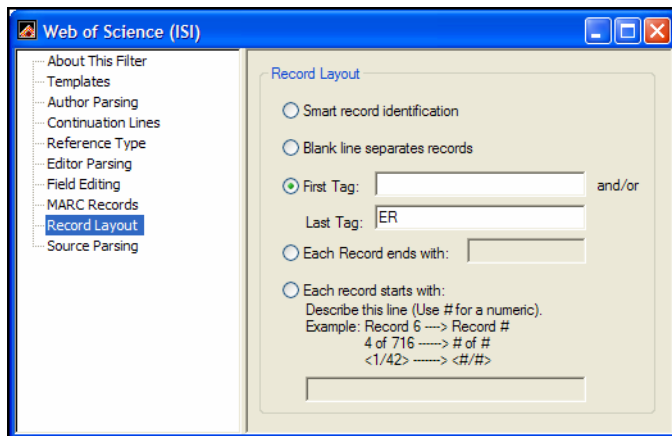 Web of Science (ISI)
About This Filter
Templates
Author Parsing
Continuation Lines
Reference Type
Editor Parsing
Field Editing
MARC Records
Record Layout
Source Parsing
Record Layout
Smart record identification
Blank line separates records
First Tag: and/or
Last Tag: ER
Each Record ends with:
Each record starts with:
Describe this line (Use # for a numeric).
Example: Record 6 ----> Record #
4 of 716 ------> # of #
<1/42> -------> <#/#>